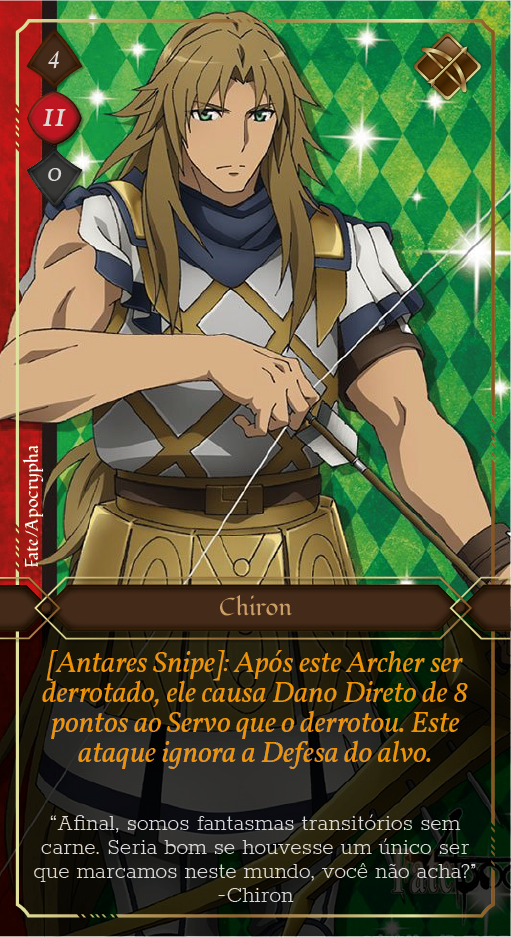 4
II
0
Fate/Apocrypha
Chiron
[Antares Snipe]: Após este Archer ser
derrotado, ele causa Dano Direto de 8
pontos ao Servo que o derrotou. Este
ataque ignora a Defesa do alvo.
“Afinal, somos fantasmas transitórios sem
carne. Seria bom se houvesse um único ser
que marcamos neste mundo, você não acha?”
-Chiron